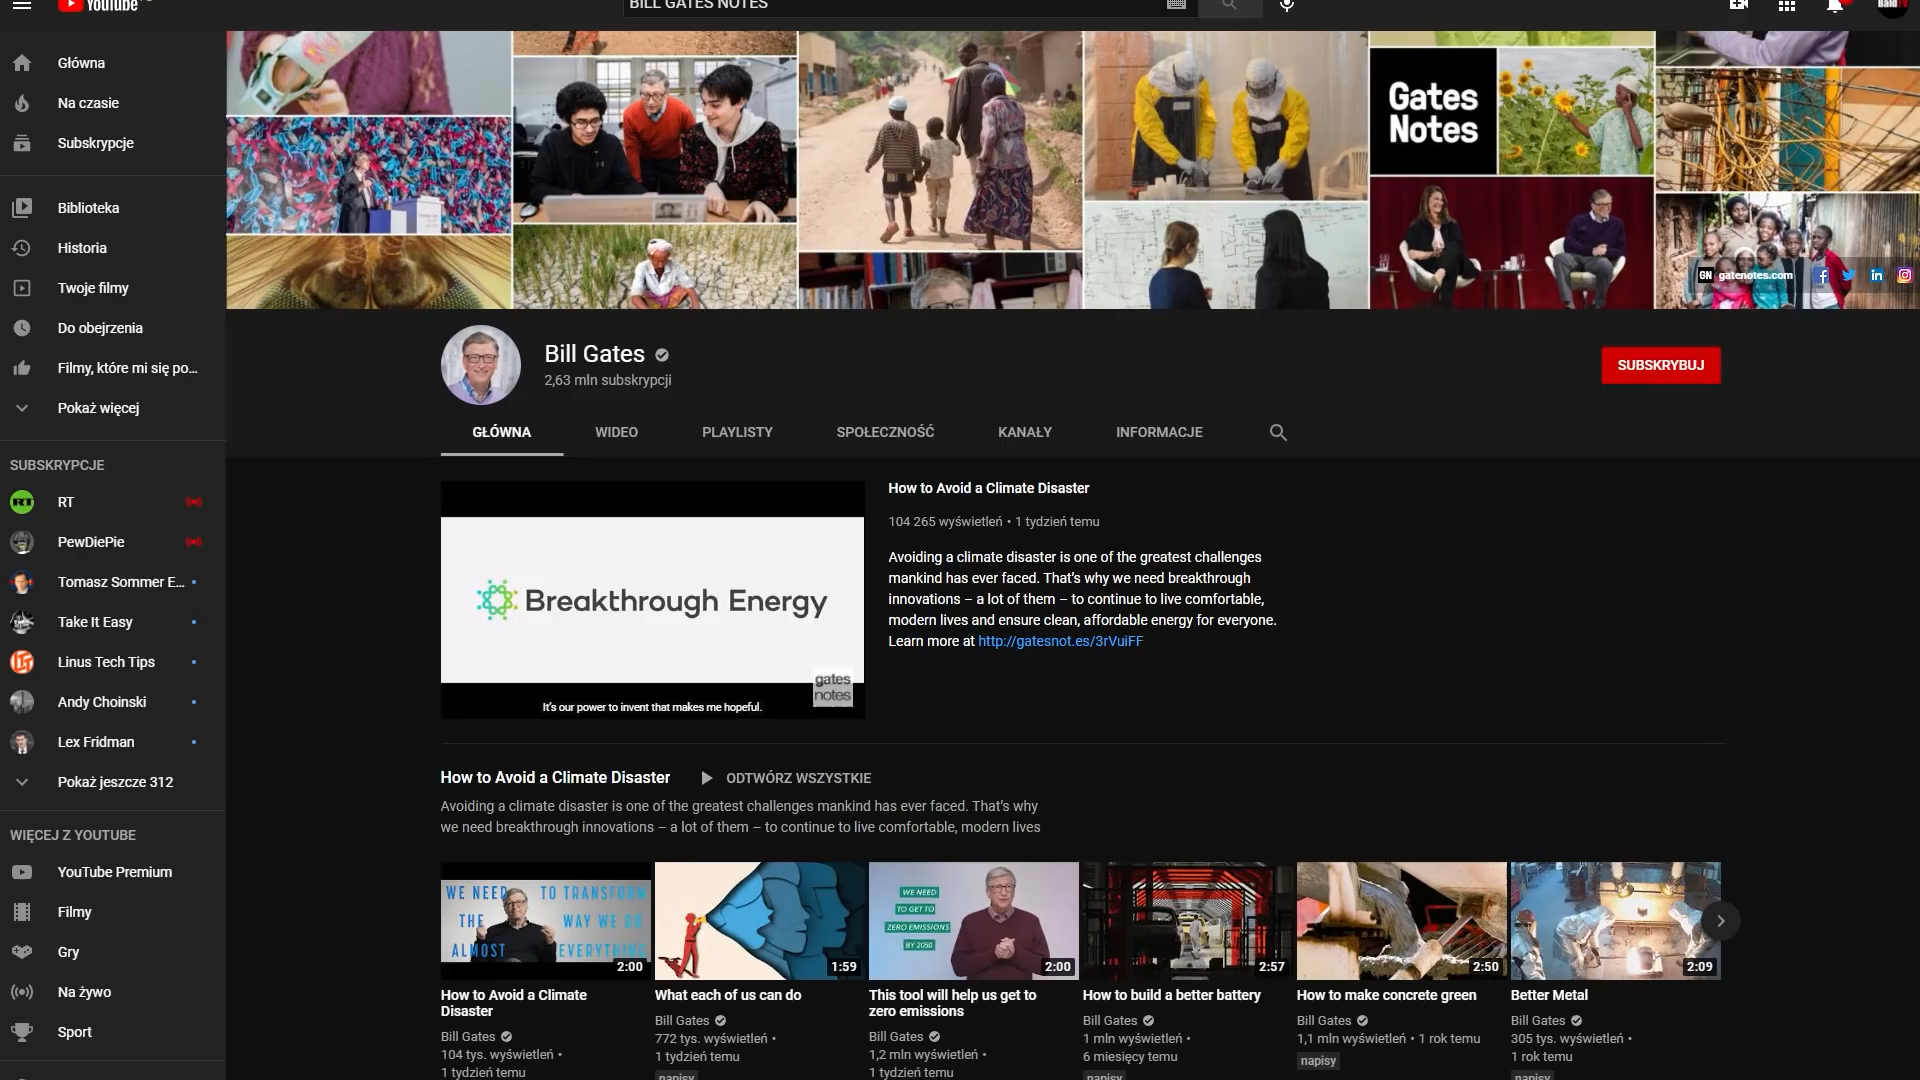 YouTube
BILL GATES NOTES
Główna
Na czasie
Subskrypcje
Biblioteka
Historia
Twoje filmy
Do obejrzenia
Filmy, które mi się po...
Pokaż więcej
SUBSKRYPCJE
RT
PewDiePie
Tomasz Sommer E...
Take It Easy
Linus Tech Tips
Andy Choinski
Lex Fridman
Pokaż jeszcze 312
WIĘCEJ Z YOUTUBE
YouTube Premium
Filmy
Gry
Na żywo
Sport
Gates
Notes
GN gatenotes.com
Bill Gates
2,63 mln subskrypcji
SUBSKRYBUJ
GŁÓWNA WIDEO PLAYLISTY SPOŁECZNOŚĆ KANAŁY INFORMACJE
Breakthrough Energy
gates
notes
It's our power to invent that makes me hopeful.
How to Avoid a Climate Disaster
104 265 wyświetleń • 1 tydzień temu
Avoiding a climate disaster is one of the greatest challenges
mankind has ever faced. That's why we need breakthrough
innovations – a lot of them – to continue to live comfortable,
modern lives and ensure clean, affordable energy for everyone.
Learn more at http://gatesnot.es/3rVuiFF
How to Avoid a Climate Disaster ODTWÓRZ WSZYSTKIE
Avoiding a climate disaster is one of the greatest challenges mankind has ever faced. That's why
we need breakthrough innovations – a lot of them – to continue to live comfortable, modern lives
WE NEED TO TRANSFORM
THE WAY WE DO
ALMOST EVERYTHING
2:00
How to Avoid a Climate
Disaster
Bill Gates
104 tys. wyświetleń •
1 tydzień temu
1:59
What each of us can do
Bill Gates
772 tys. wyświetleń •
1 tydzień temu
napisy
WE NEED
TO GET TO
ZERO EMISSIONS
BY 2050
2:00
This tool will help us get to
zero emissions
Bill Gates
1,2 mln wyświetleń •
1 tydzień temu
2:57
How to build a better battery
Bill Gates
1 mln wyświetleń •
6 miesięcy temu
napisy
2:50
How to make concrete green
Bill Gates
1,1 mln wyświetleń • 1 rok temu
napisy
2:09
Better Metal
Bill Gates
305 tys. wyświetleń •
1 rok temu
napisy